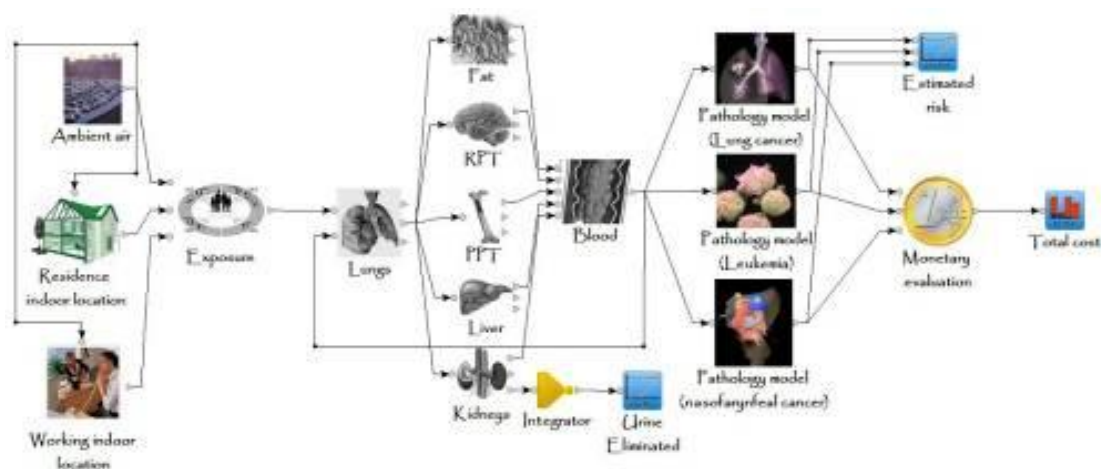 Ambient air
Residence
indoor location
Working indoor
location
Exposure
Lungs
Fat
RPT
PPT
Liver
Kidneys
Integrator
Urine
Eliminated
Blood
Pathology model
(Lung cancer)
Pathology model
(Leukemia)
Pathology model
(nasofarynfeal cancer)
Estimated
risk
Monetary
evaluation
Total cost